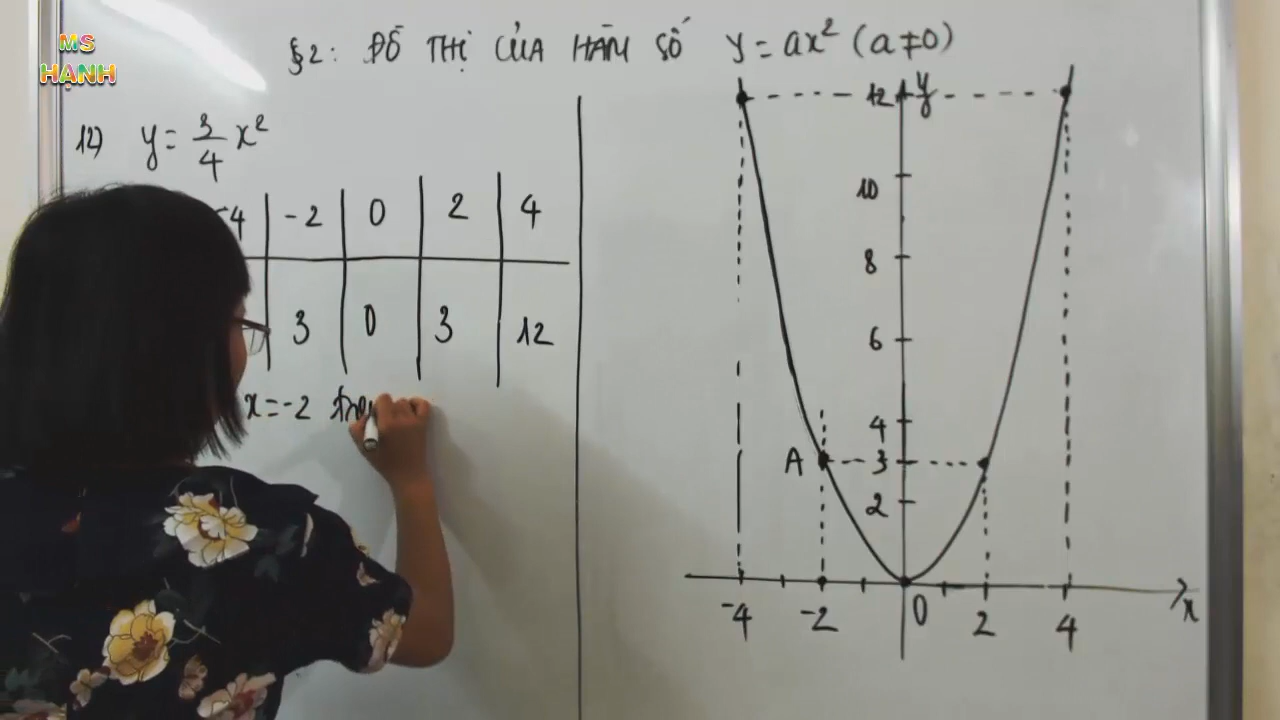 MS
HẠNH
§2: ĐỒ THỊ CỦA HÀM SỐ y = ax² (a≠0)
12) y = 3/4 x²
-4 | -2 | 0 | 2 | 4
3 | 0 | 3 | 12
x = -2
12 y
10
8
6
4
A 3
2
-4 -2 0 2 4 x